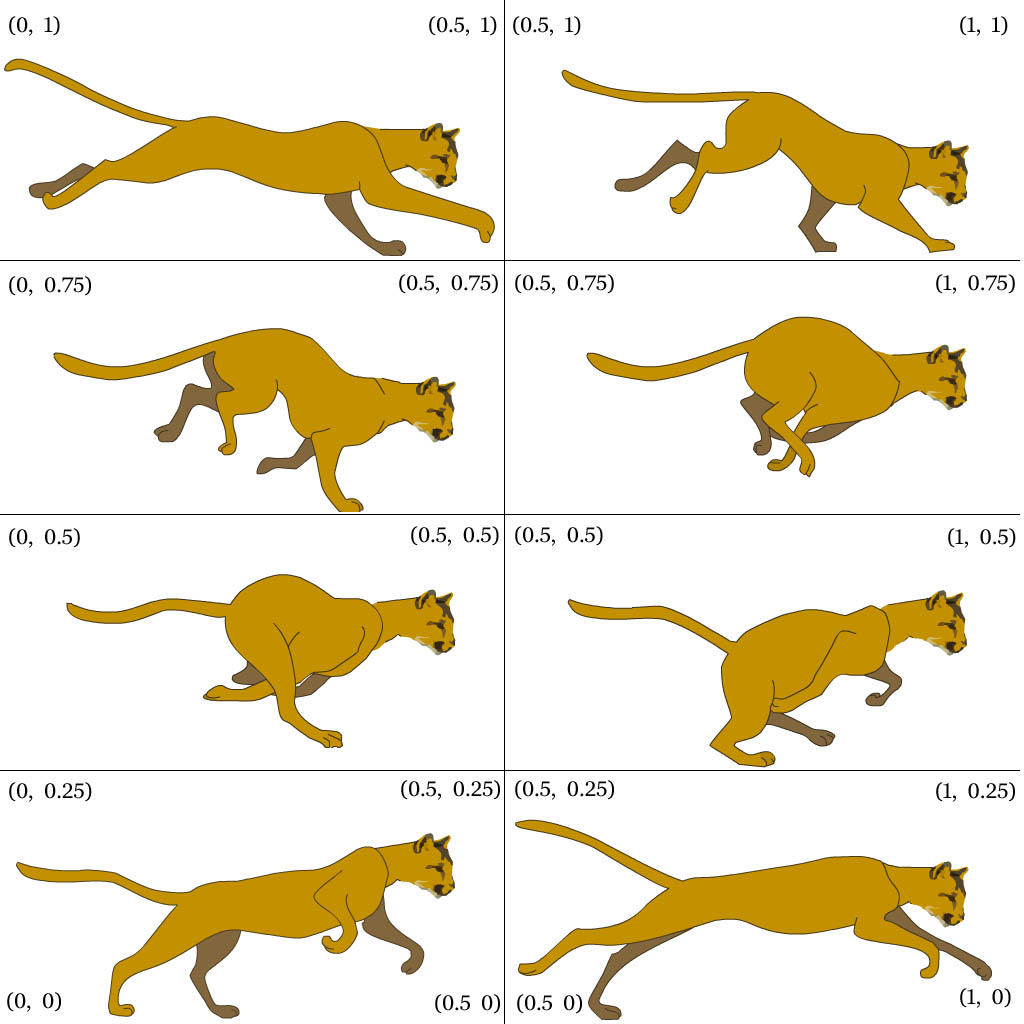 (0, 1) (0.5, 1) (0.5, 1) (1, 1)
(0, 0.75) (0.5, 0.75) (0.5, 0.75) (1, 0.75)
(0, 0.5) (0.5, 0.5) (0.5, 0.5) (1, 0.5)
(0, 0.25) (0.5, 0.25) (0.5, 0.25) (1, 0.25)
(0, 0) (0.5 0) (0.5 0) (1, 0)